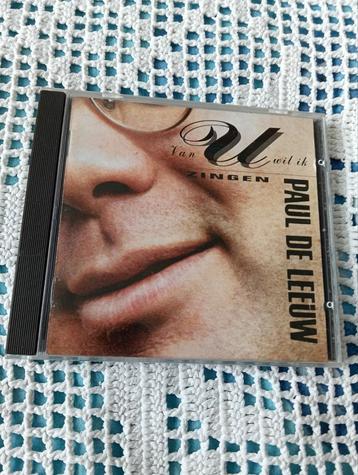 Van U wil ik
ZINGEN
PAUL DE LEEUW